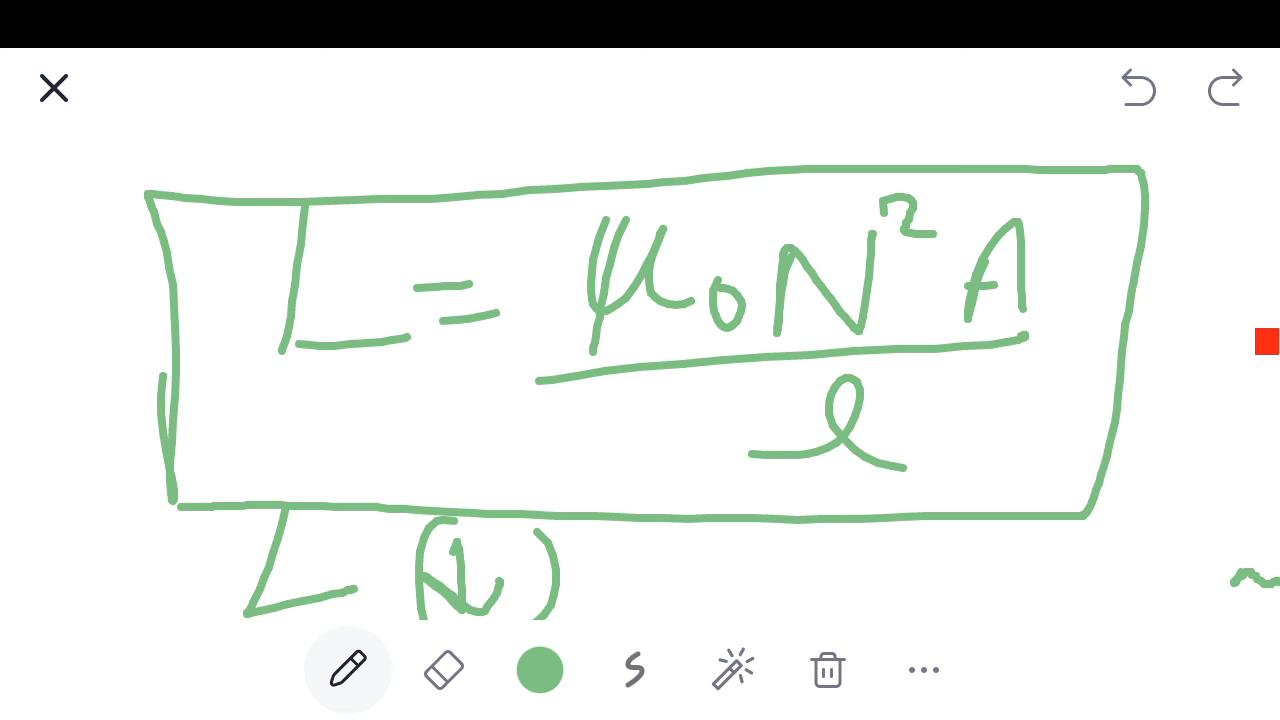 L = μ₀N²A / l
L (t)